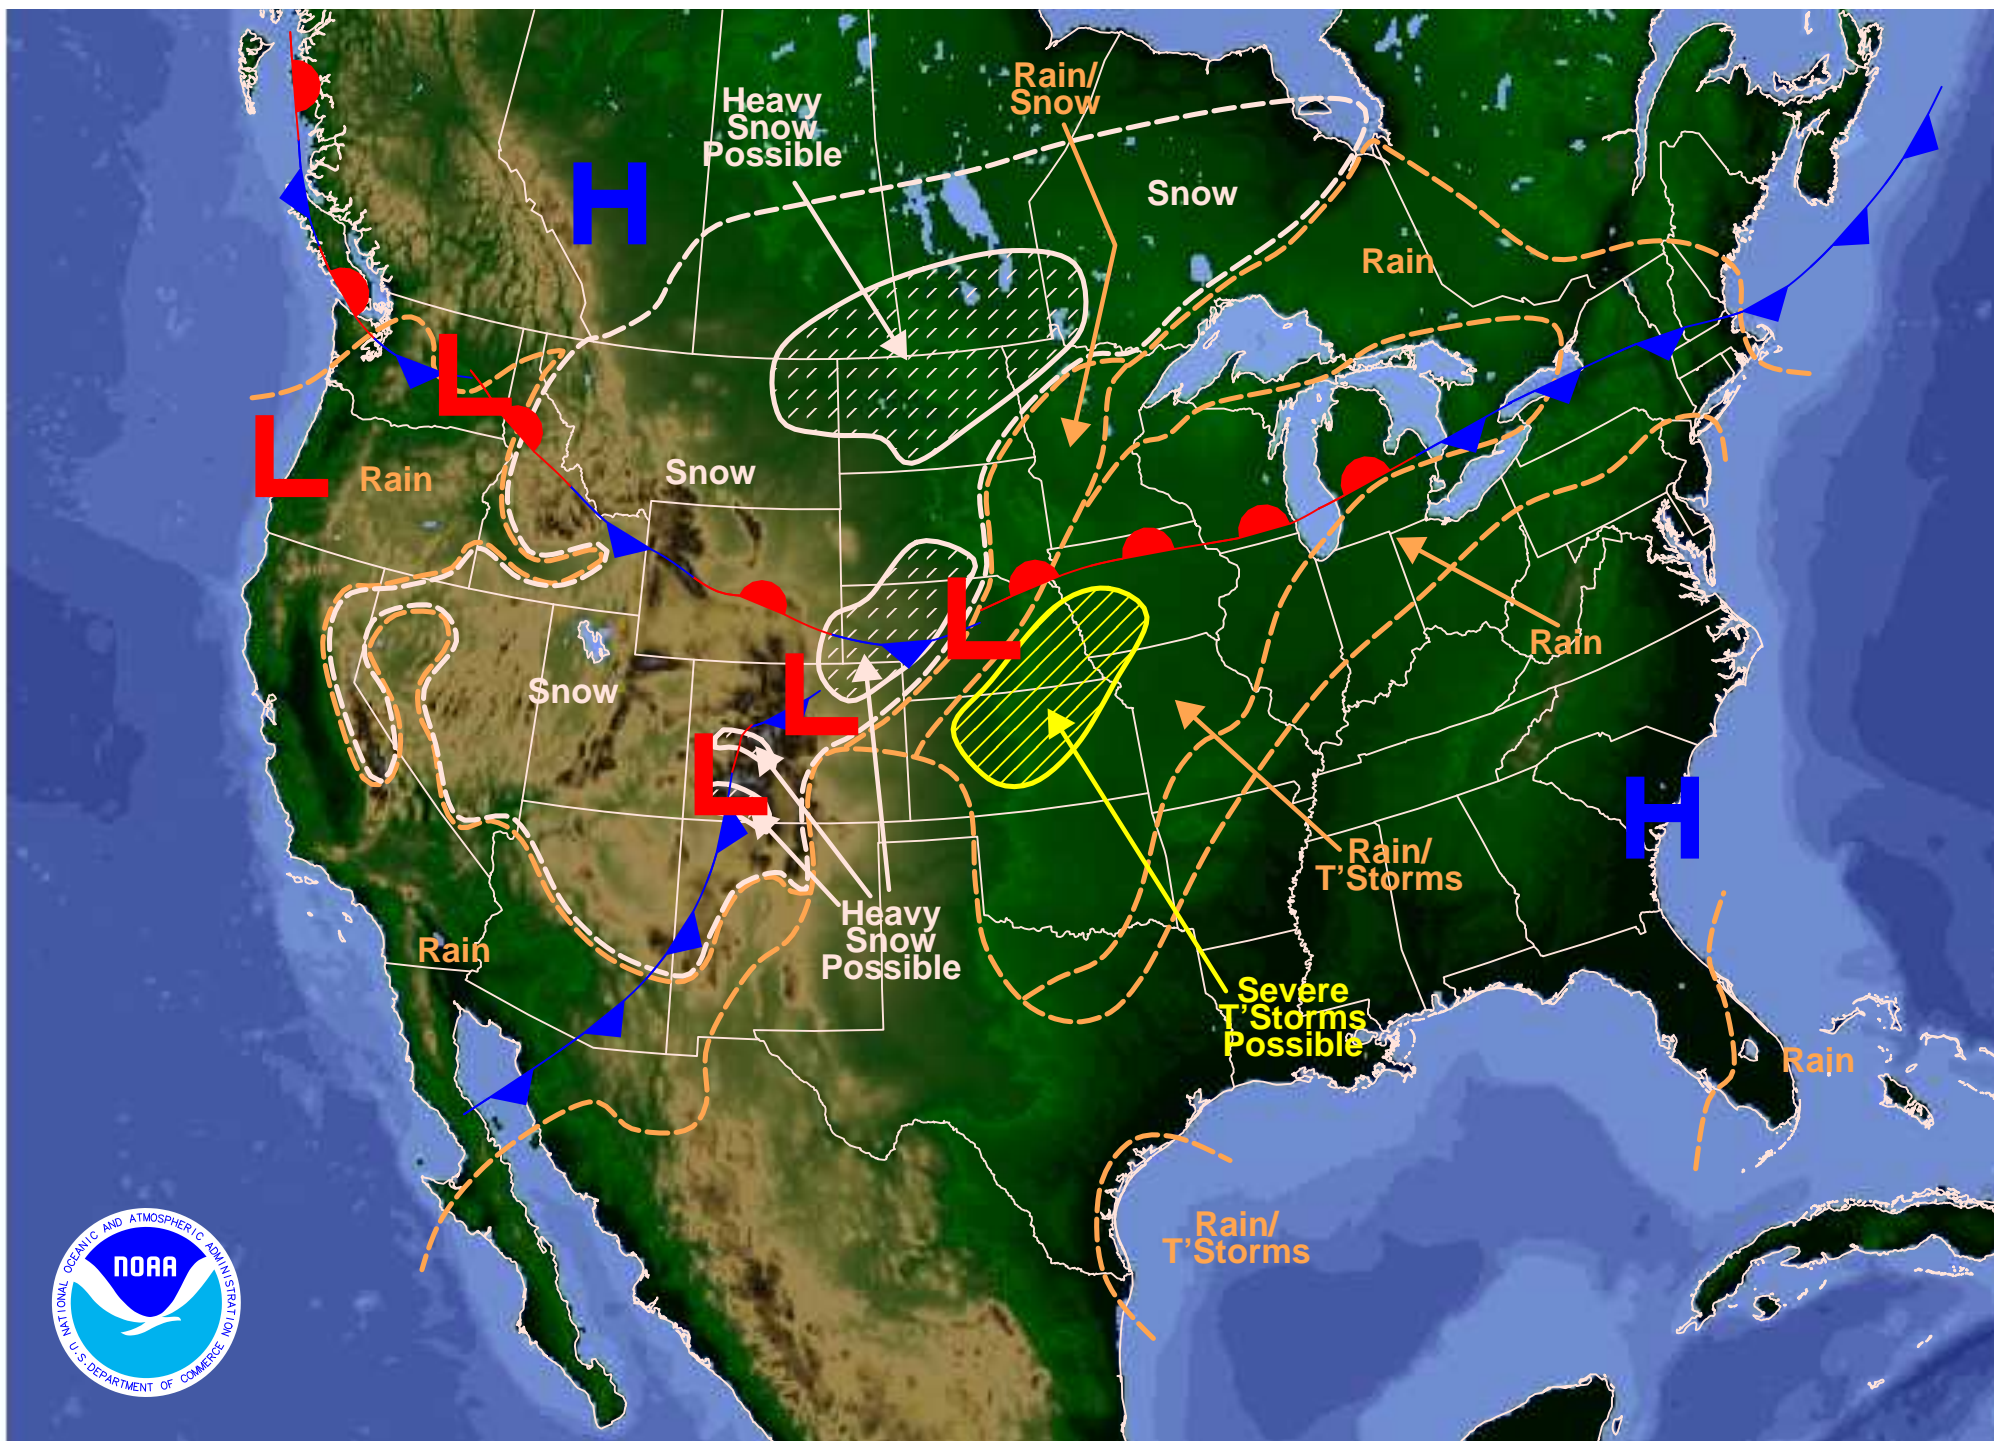 Rain/
Snow
Heavy
Snow
Possible
H
Snow
Rain
L
L
Rain
Snow
L
Snow
Rain
L
L
H
Rain/
T'Storms
Heavy
Snow
Possible
Rain
Severe
T'Storms
Possible
Rain
Rain/
T'Storms
NATIONAL OCEANIC AND ATMOSPHERIC ADMINISTRATION
NOAA
U.S. DEPARTMENT OF COMMERCE